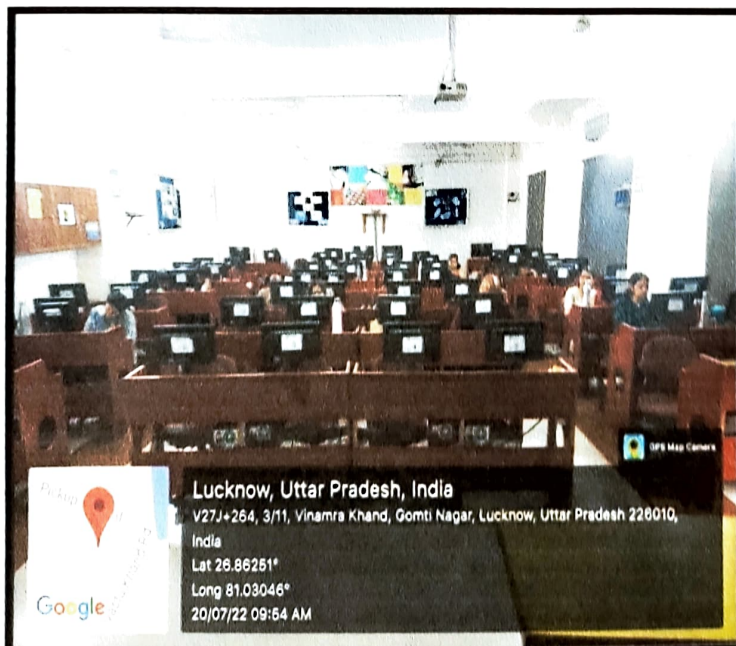 GPS Map Camera
Lucknow, Uttar Pradesh, India
V27J+264, 3/11, Vinamra Khand, Gomti Nagar, Lucknow, Uttar Pradesh 226010,
India
Lat 26.86251°
Long 81.03046°
20/07/22 09:54 AM
Google